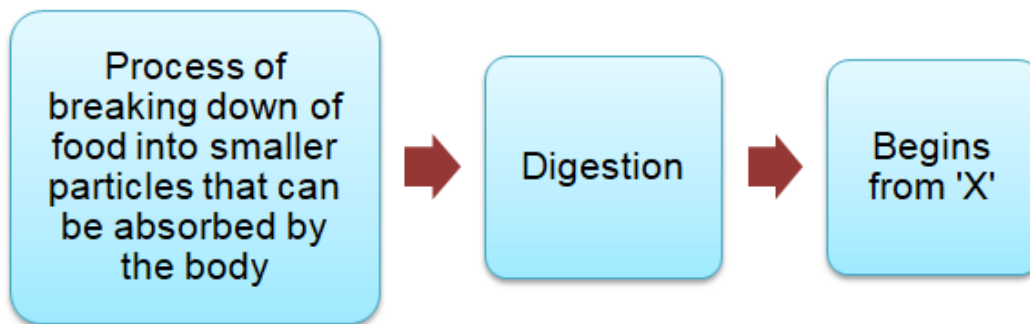 Process of
breaking down of
food into smaller
particles that can
be absorbed by
the body
Digestion
Begins
from 'X'